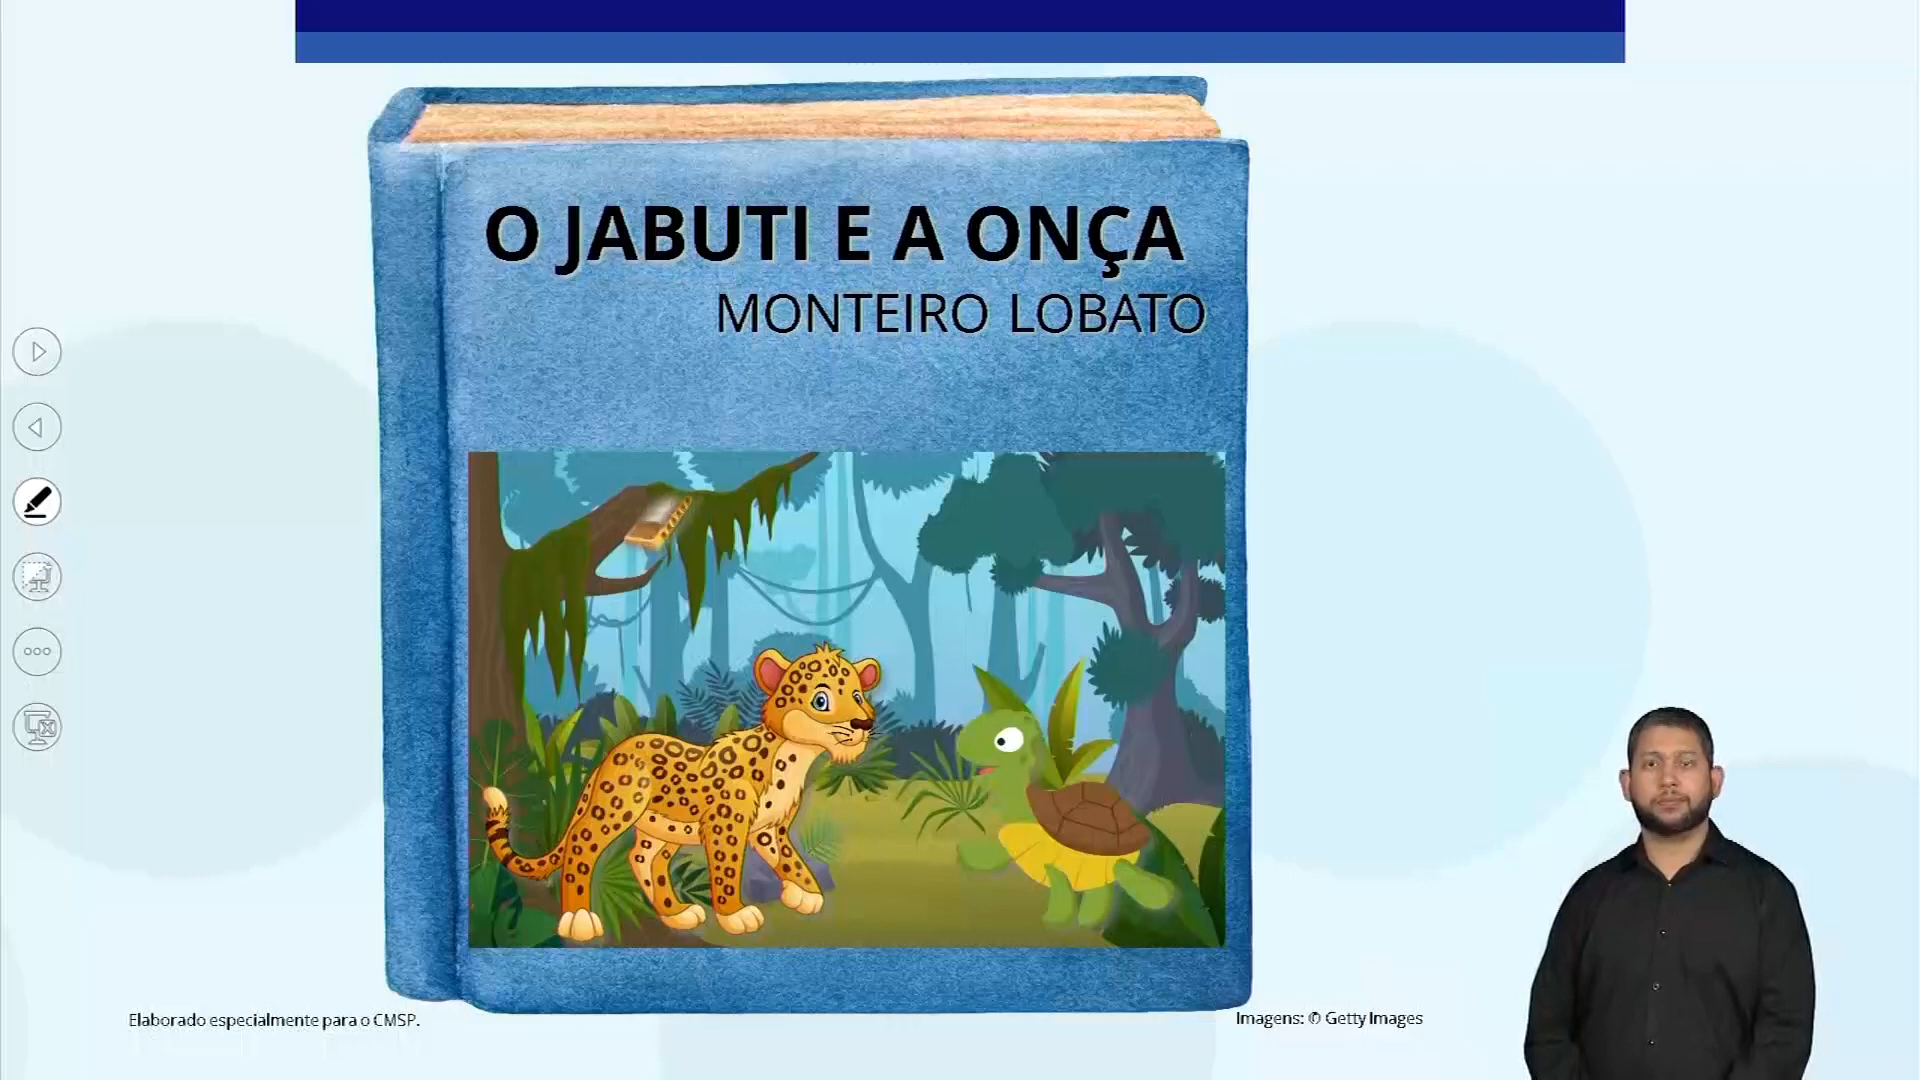 O JABUTI E A ONÇA
MONTEIRO LOBATO
Elaborado especialmente para o CMSP.
Imagens: © Getty Images